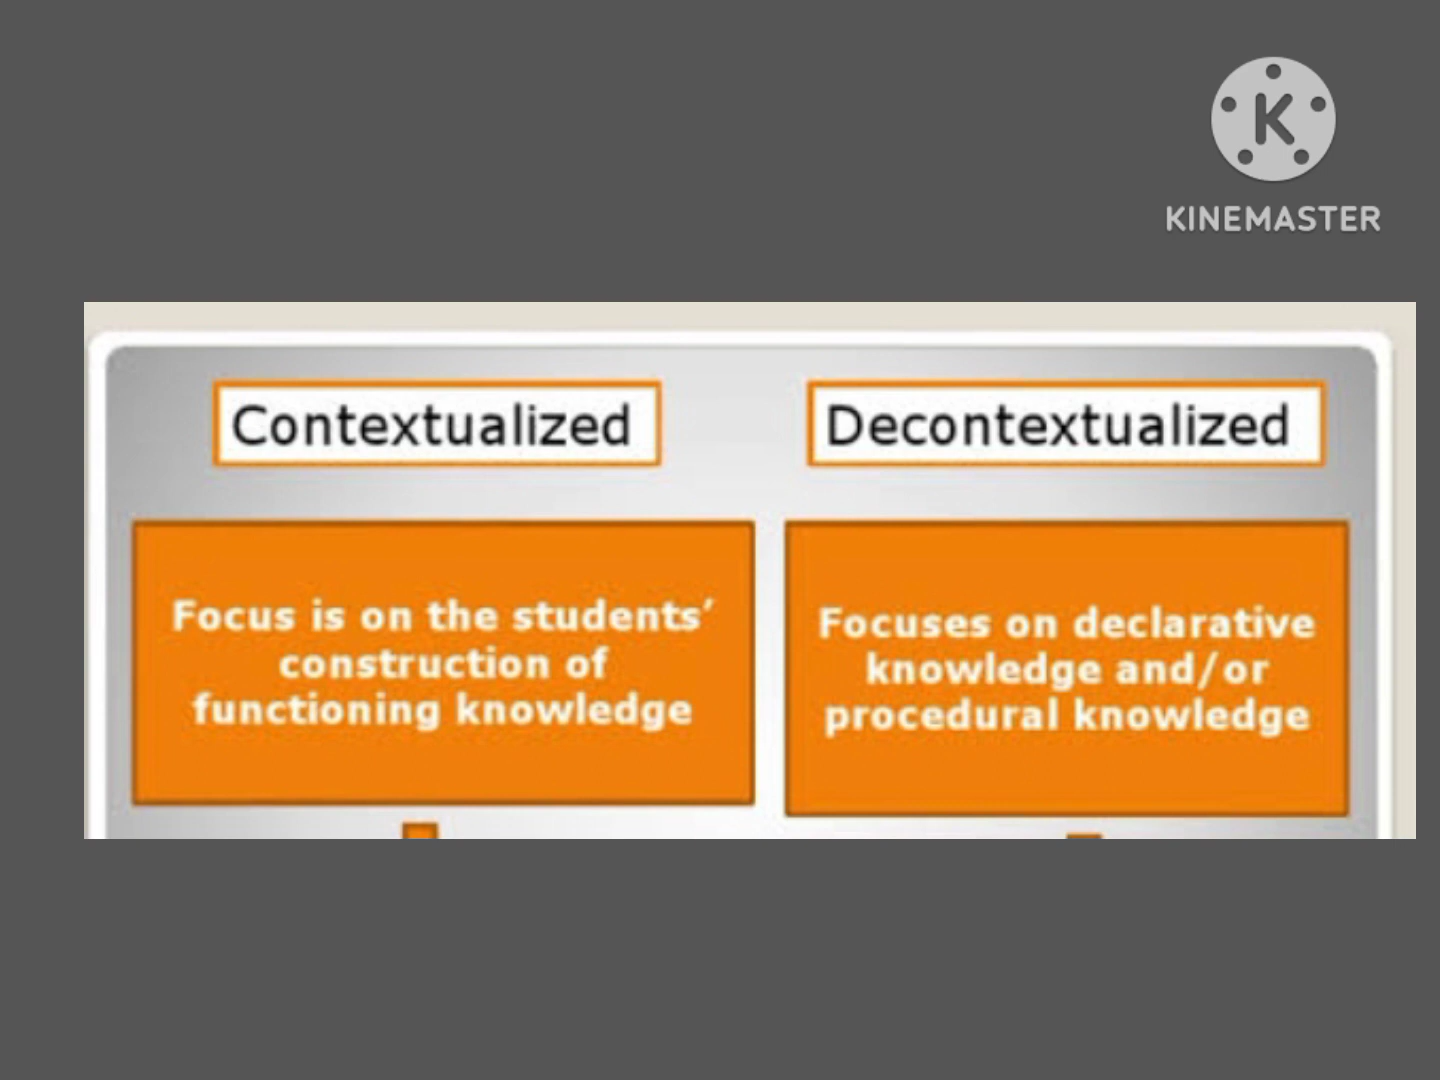 KINEMASTER
Contextualized
Decontextualized
Focus is on the students’
construction of
functioning knowledge
Focuses on declarative
knowledge and/or
procedural knowledge